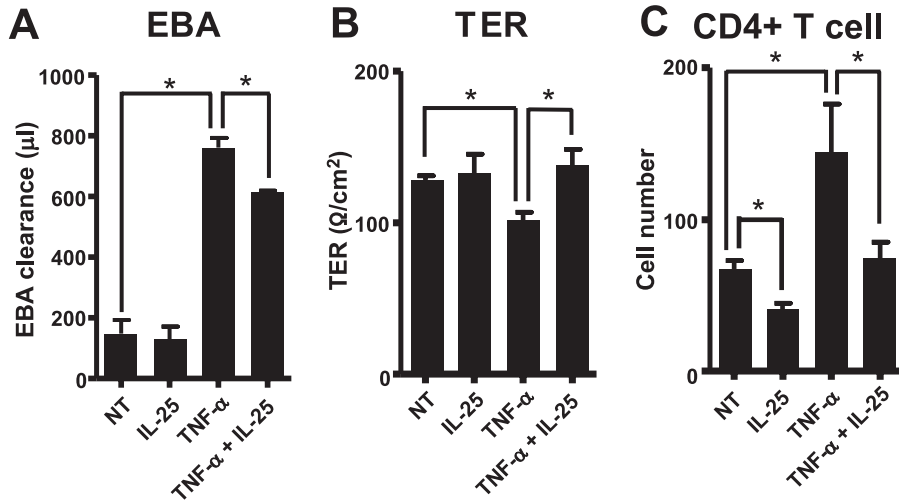 A EBA
EBA clearance (µl)
1000
800
600
400
200
0
* *
NT
IL-25
TNF-α
TNF-α + IL-25
B TER
TER (Ω/cm²)
200
100
0
* *
NT
IL-25
TNF-α
TNF-α + IL-25
C CD4+ T cell
Cell number
200
100
0
* *
*
NT
IL-25
TNF-α
TNF-α + IL-25